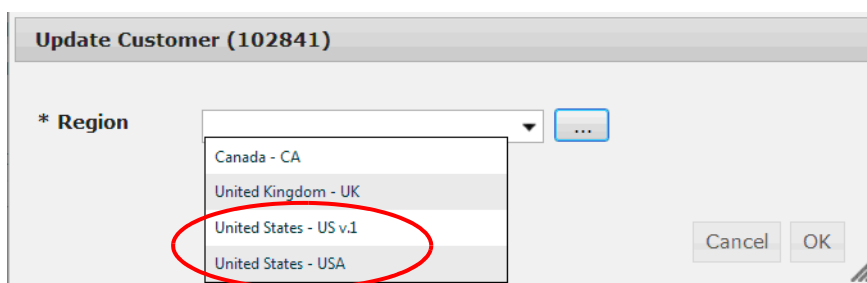 Update Customer (102841)
* Region
...
Canada - CA
United Kingdom - UK
United States - US v.1
United States - USA
Cancel OK